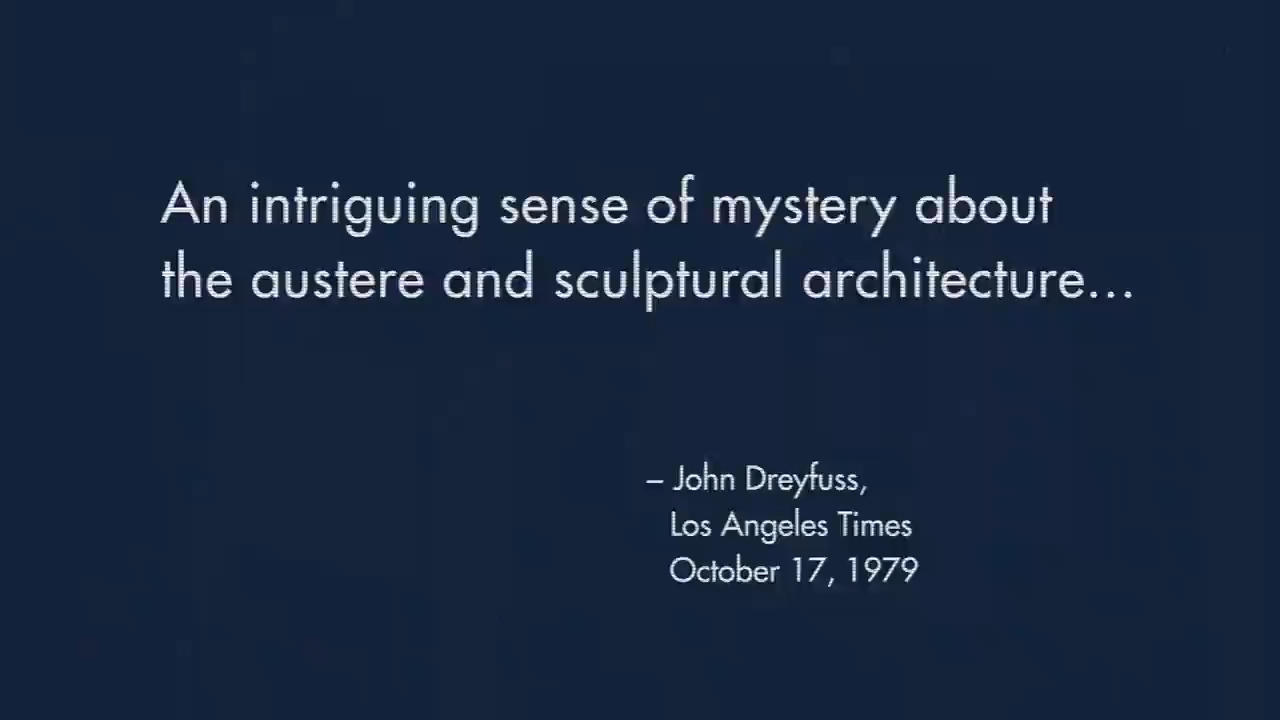 An intriguing sense of mystery about
the austere and sculptural architecture...
– John Dreyfuss,
Los Angeles Times
October 17, 1979